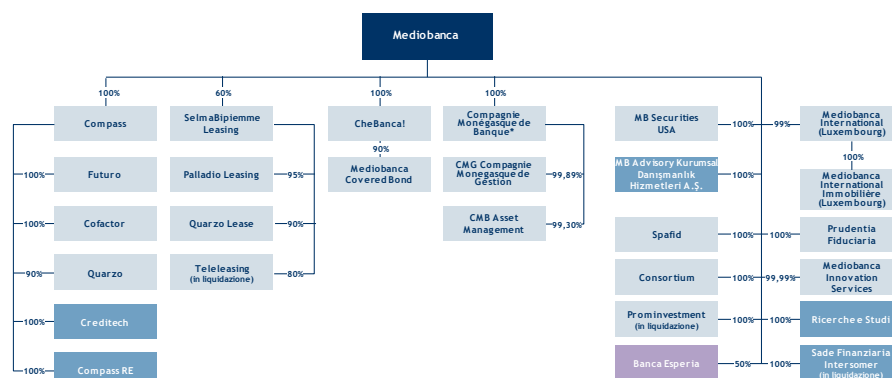 Mediobanca
100%
60%
100%
100%
Compass
SelmaBipiemme
Leasing
CheBanca!
Compagnie
Monégasque de
Banque*
MB Securities
USA
100%
99%
Mediobanca
International
(Luxembourg)
90%
100%
100%
Futuro
Palladio Leasing
95%
Mediobanca
Covered Bond
CMG Compagnie
Monegasque de
Gestion
99,89%
MB Advisory Kurumsal
Danışmanlık
Hizmetleri A.Ş.
100%
Mediobanca
International
Immobilière
(Luxembourg)
100%
Cofactor
Quarzo Lease
90%
CMB Asset
Management
99,30%
Spafid
100%
100%
Prudentia
Fiduciaria
90%
Quarzo
Teleleasing
(in liquidazione)
80%
Consortium
100%
99,99%
Mediobanca
Innovation
Services
100%
Creditech
Prominvestment
(in liquidazione)
100%
100%
Ricerche e Studi
100%
Compass RE
Banca Esperia
50%
100%
Sade Finanziaria
Intersomer
(in liquidazione)